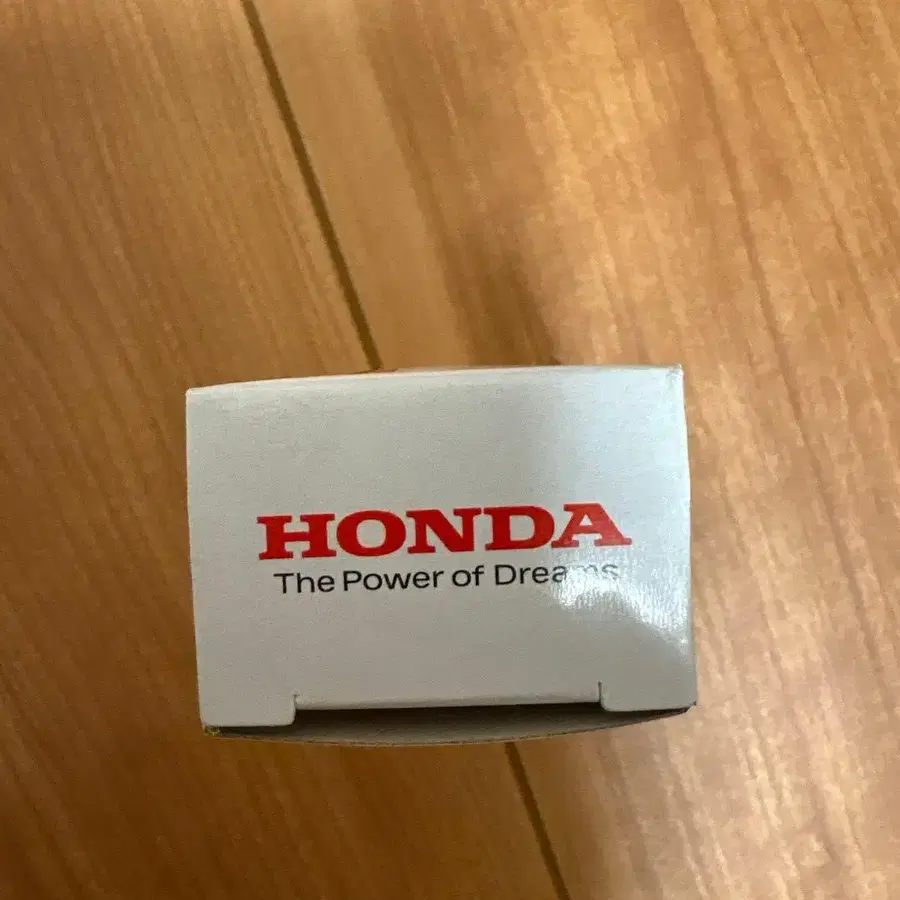 HONDA
The Power of Dreams